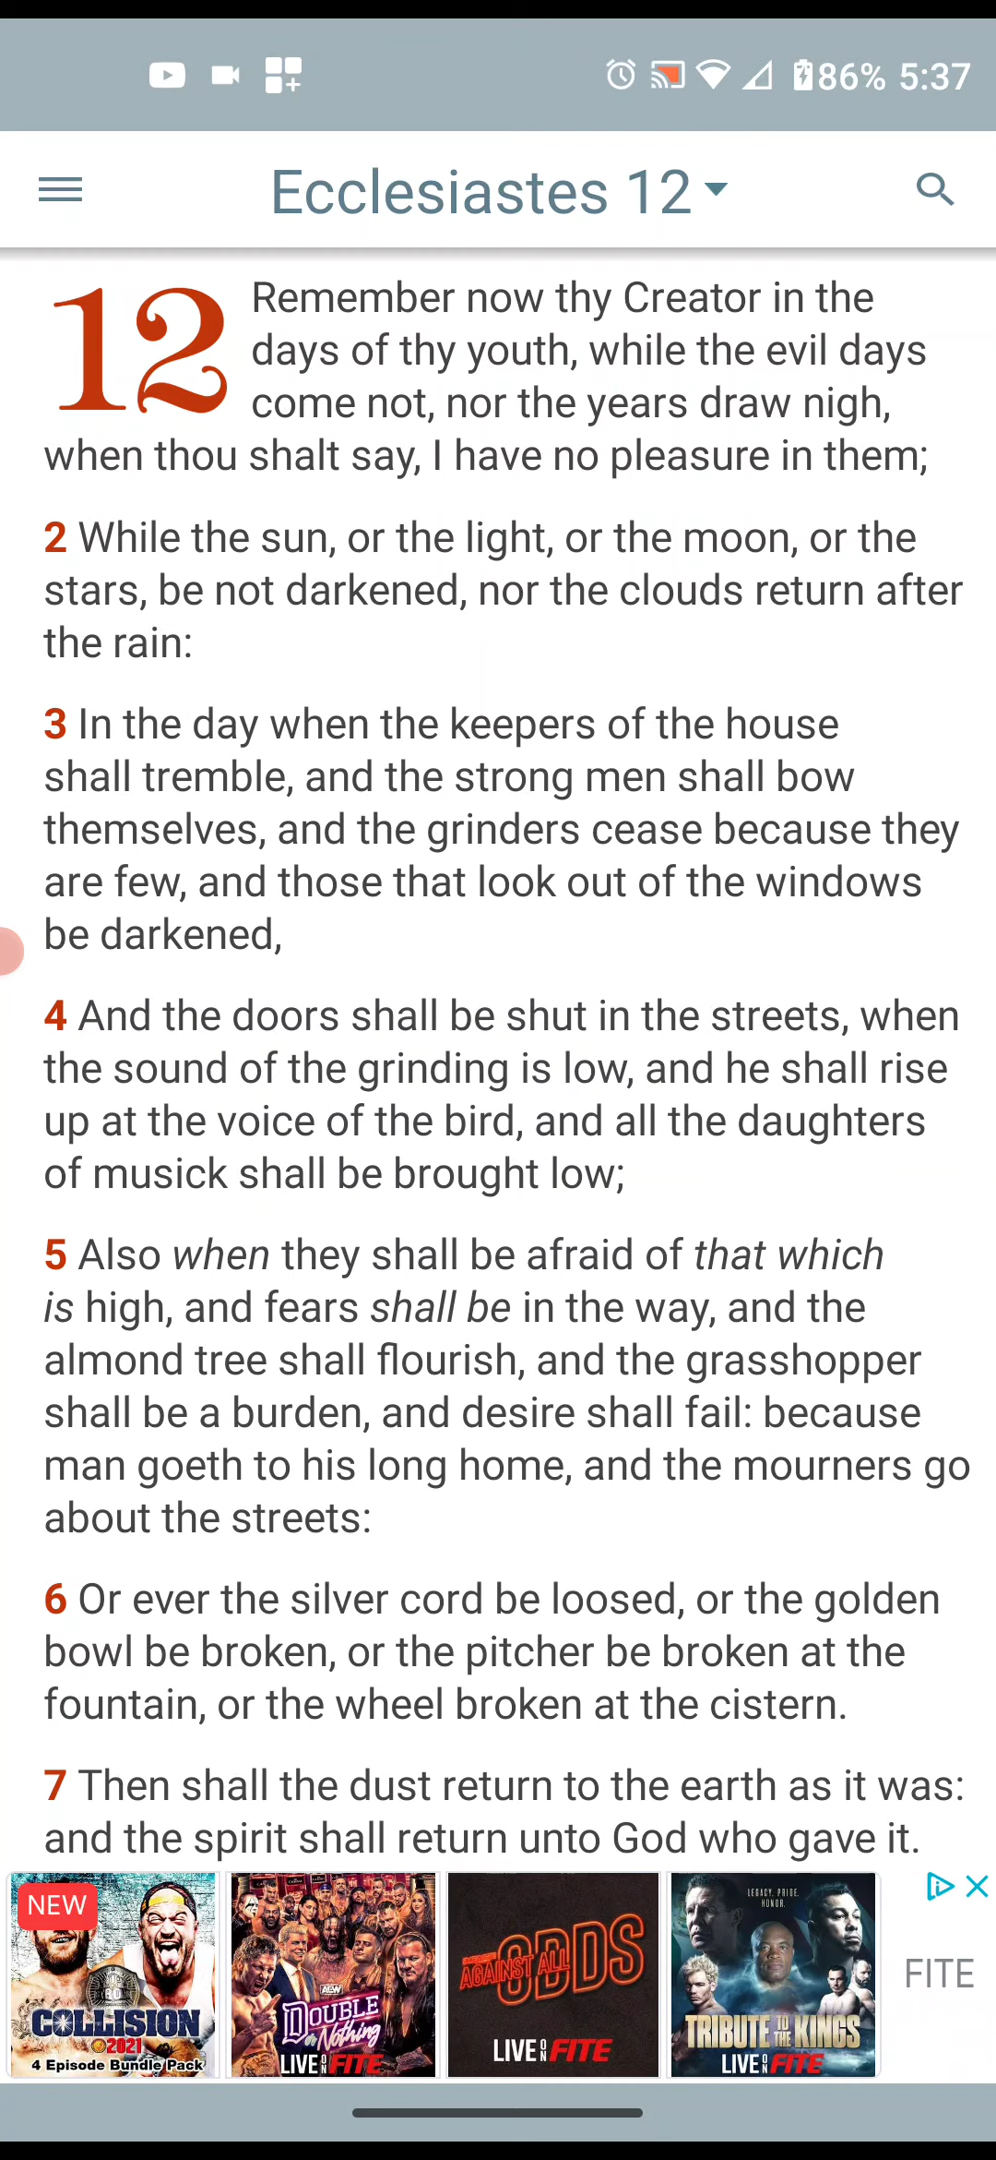 86% 5:37
Ecclesiastes 12
12 Remember now thy Creator in the
days of thy youth, while the evil days
come not, nor the years draw nigh,
when thou shalt say, I have no pleasure in them;
2 While the sun, or the light, or the moon, or the
stars, be not darkened, nor the clouds return after
the rain:
3 In the day when the keepers of the house
shall tremble, and the strong men shall bow
themselves, and the grinders cease because they
are few, and those that look out of the windows
be darkened,
4 And the doors shall be shut in the streets, when
the sound of the grinding is low, and he shall rise
up at the voice of the bird, and all the daughters
of musick shall be brought low;
5 Also when they shall be afraid of that which
is high, and fears shall be in the way, and the
almond tree shall flourish, and the grasshopper
shall be a burden, and desire shall fail: because
man goeth to his long home, and the mourners go
about the streets:
6 Or ever the silver cord be loosed, or the golden
bowl be broken, or the pitcher be broken at the
fountain, or the wheel broken at the cistern.
7 Then shall the dust return to the earth as it was:
and the spirit shall return unto God who gave it.
NEW
COLLISION
2021
4 Episode Bundle Pack
AEW
DOUBLE
or Nothing
LIVE ON FITE
AGAINST ALL
ODDS
LIVE ON FITE
LEGACY. PRIDE.
HONOR.
TRIBUTE TO THE KINGS
LIVE ON FITE
FITE